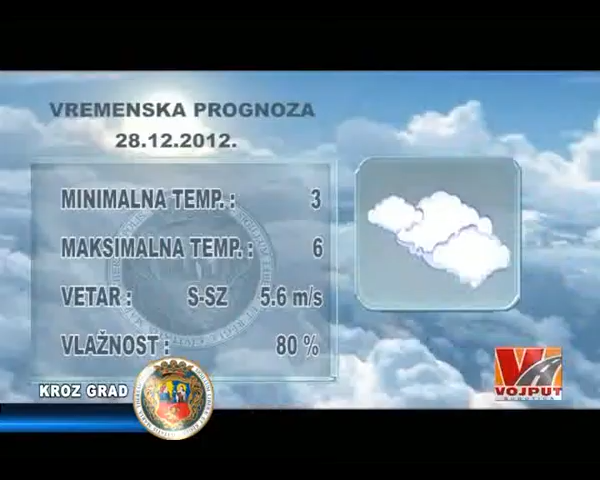 VREMENSKA PROGNOZA
28.12.2012.
MINIMALNA TEMP. : 3
MAKSIMALNA TEMP. : 6
VETAR : S-SZ 5.6 m/s
VLAŽNOST : 80 %
KROZ GRAD
VOJPUT
SUBOTICA